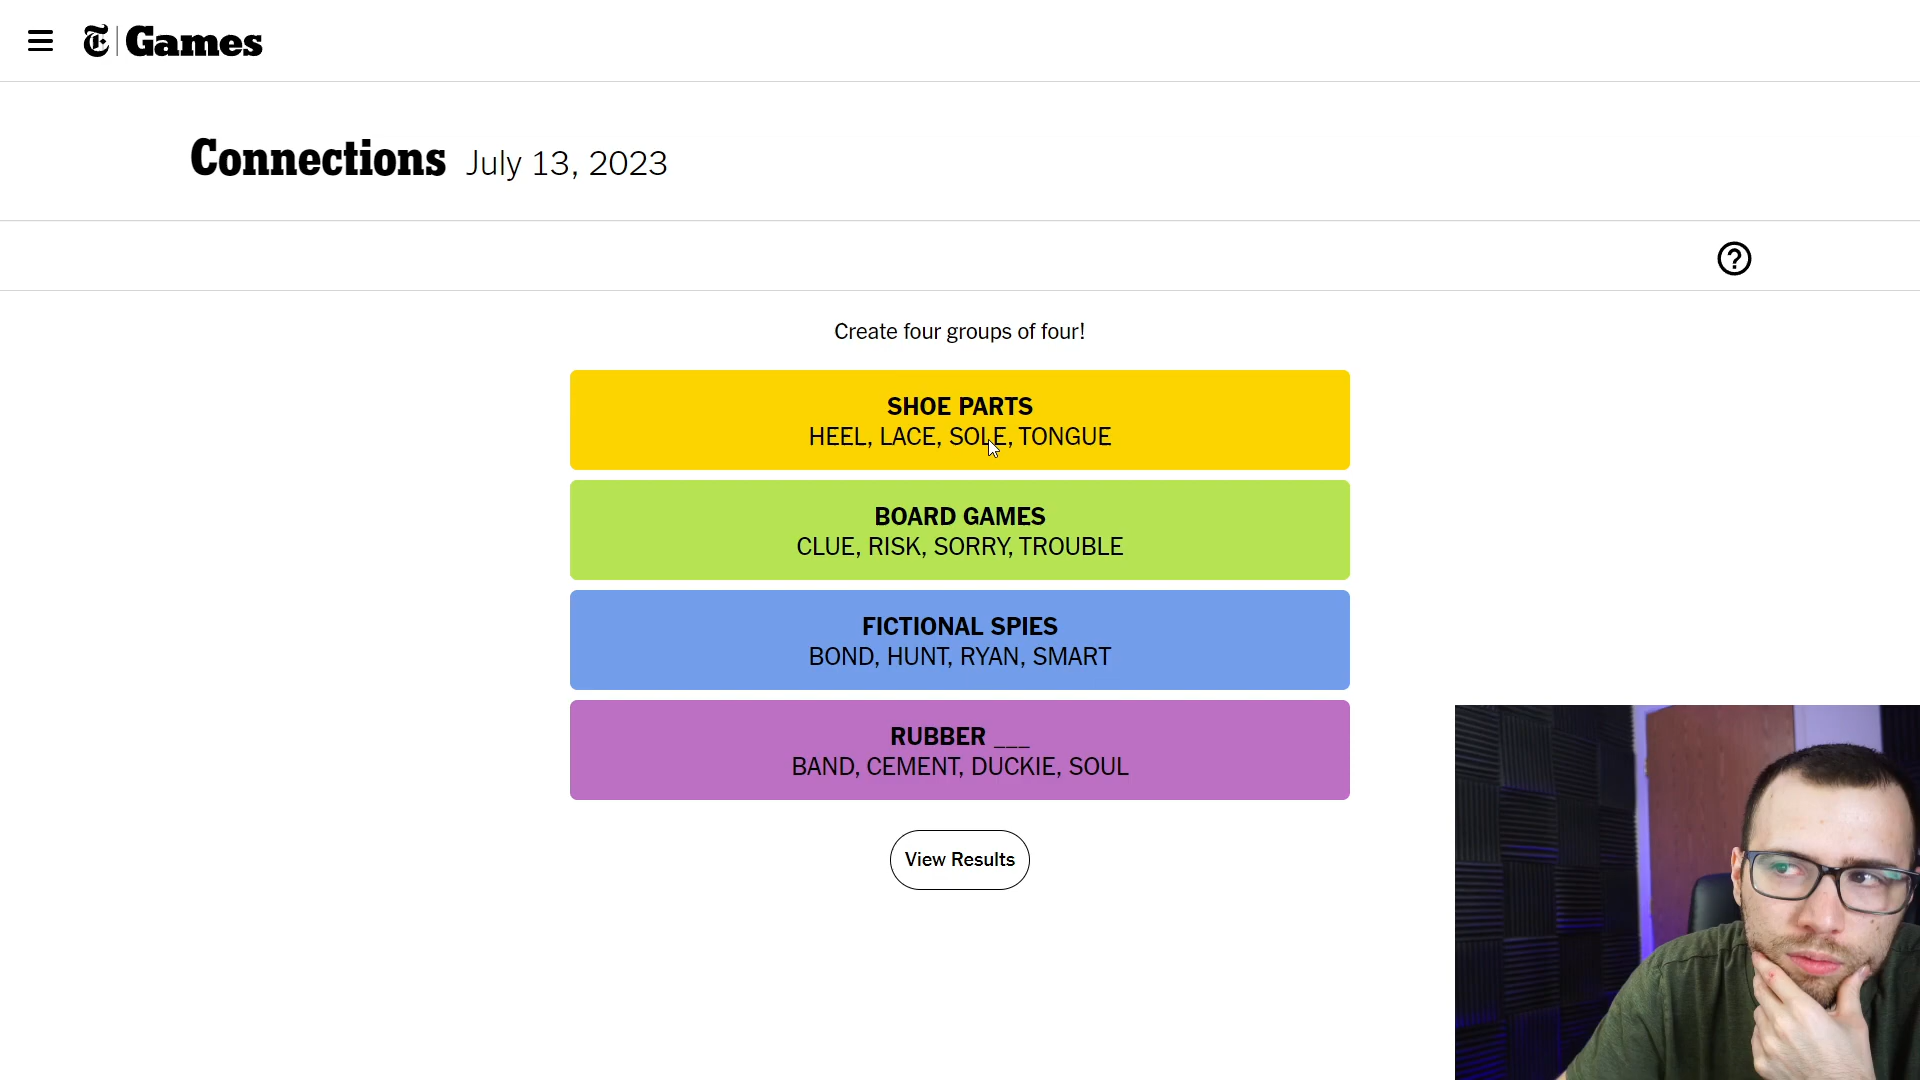 Games
Connections July 13, 2023
Create four groups of four!
SHOE PARTS
HEEL, LACE, SOLE, TONGUE
BOARD GAMES
CLUE, RISK, SORRY, TROUBLE
FICTIONAL SPIES
BOND, HUNT, RYAN, SMART
RUBBER ___
BAND, CEMENT, DUCKIE, SOUL
View Results